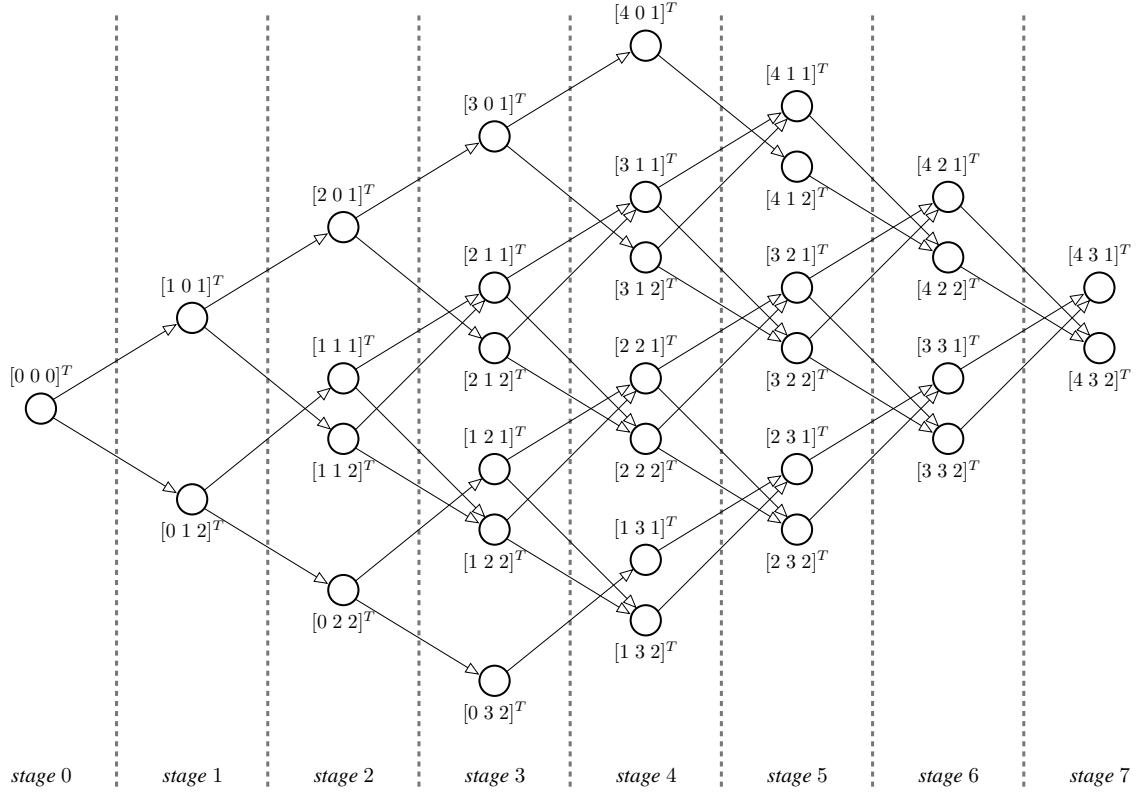 [4 0 1]^T
[4 1 1]^T
[3 0 1]^T
[4 2 1]^T
[3 1 1]^T
[2 0 1]^T
[4 1 2]^T
[4 3 1]^T
[3 2 1]^T
[2 1 1]^T
[1 0 1]^T
[3 1 2]^T
[4 2 2]^T
[3 3 1]^T
[2 2 1]^T
[1 1 1]^T
[0 0 0]^T
[2 1 2]^T
[3 2 2]^T
[4 3 2]^T
[2 3 1]^T
[1 2 1]^T
[1 1 2]^T
[2 2 2]^T
[3 3 2]^T
[1 3 1]^T
[0 1 2]^T
[1 2 2]^T
[2 3 2]^T
[0 2 2]^T
[1 3 2]^T
[0 3 2]^T
stage 0
stage 1
stage 2
stage 3
stage 4
stage 5
stage 6
stage 7